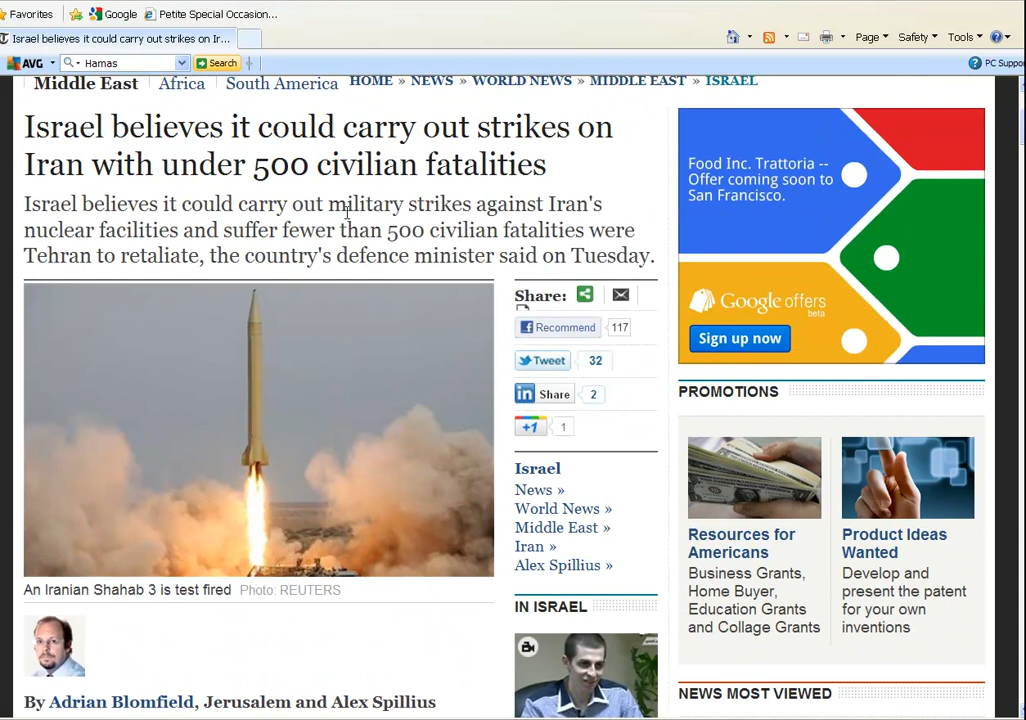 Favorites Google Petite Special Occasion...
Israel believes it could carry out strikes on Ir...
AVG Hamas Search
Page Safety Tools
PC Suppo
Middle East Africa South America HOME » NEWS » WORLD NEWS » MIDDLE EAST » ISRAEL
Israel believes it could carry out strikes on
Iran with under 500 civilian fatalities
Israel believes it could carry out military strikes against Iran's
nuclear facilities and suffer fewer than 500 civilian fatalities were
Tehran to retaliate, the country's defence minister said on Tuesday.
An Iranian Shahab 3 is test fired Photo: REUTERS
By Adrian Blomfield, Jerusalem and Alex Spillius
Share:
f Recommend 117
Tweet 32
in Share 2
+1 1
Israel
News »
World News »
Middle East »
Iran »
Alex Spillius »
IN ISRAEL
Food Inc. Trattoria --
Offer coming soon to
San Francisco.
Google offers
beta
Sign up now
PROMOTIONS
Resources for
Americans
Business Grants,
Home Buyer,
Education Grants
and Collage Grants
Product Ideas
Wanted
Develop and
present the patent
for your own
inventions
NEWS MOST VIEWED